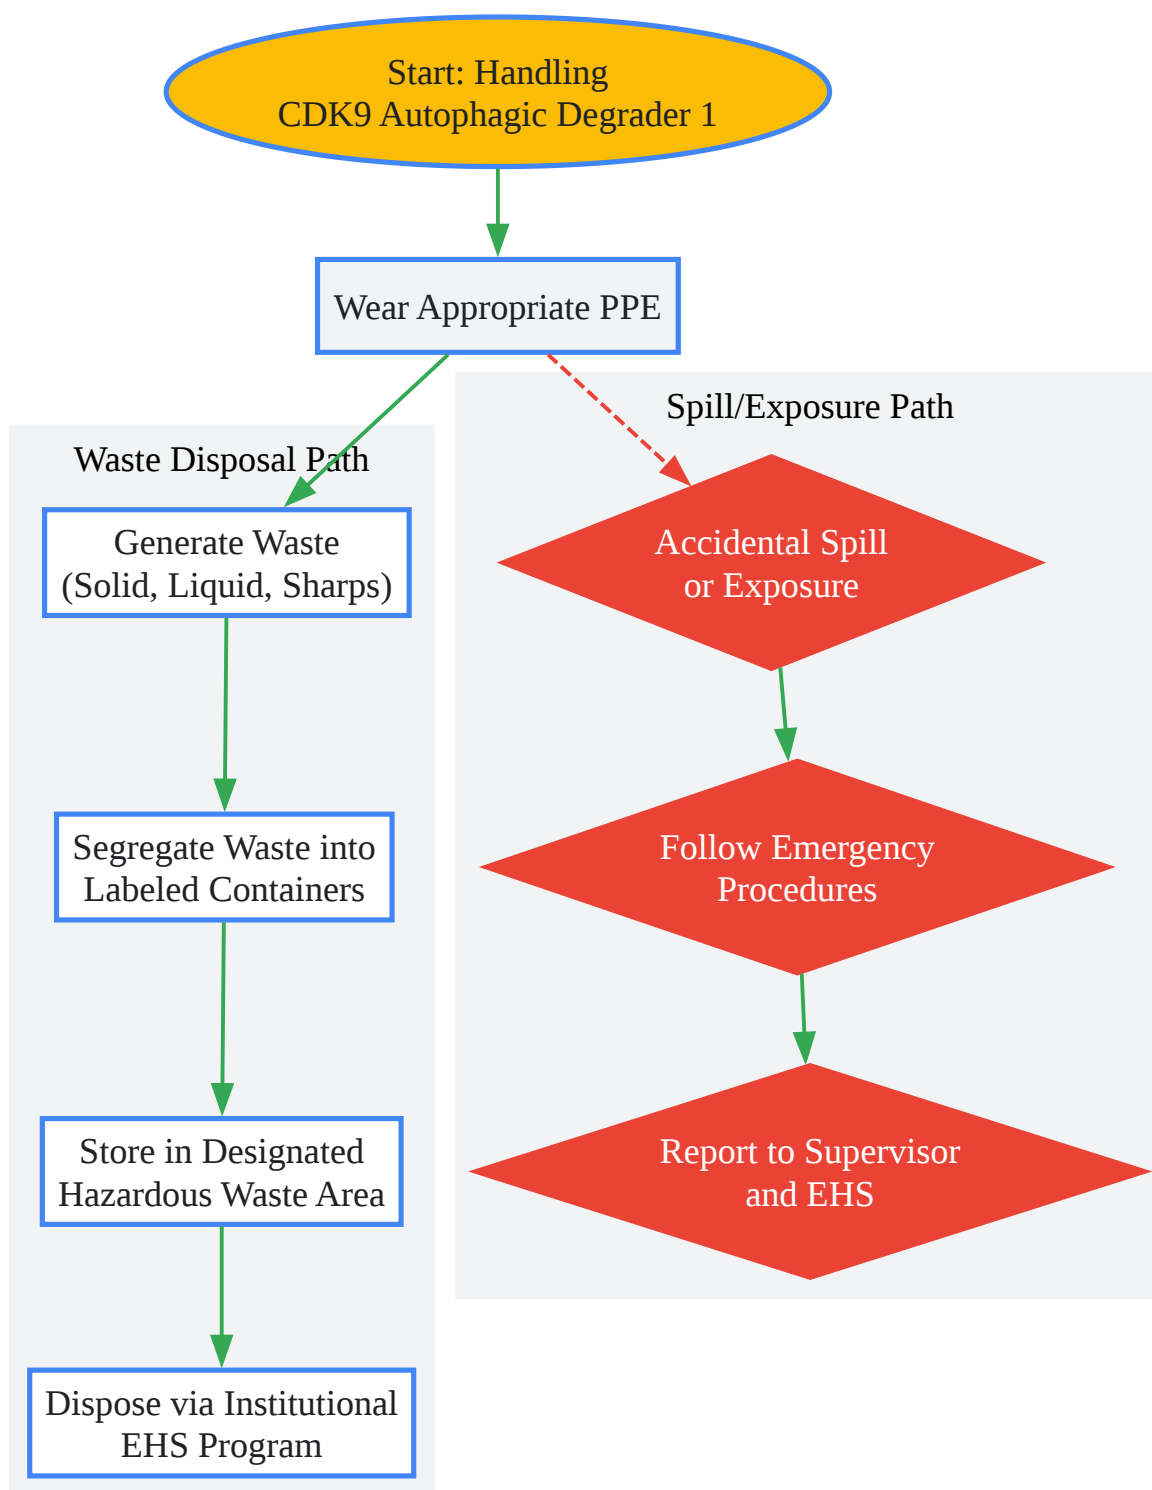 Start: Handling
CDK9 Autophagic Degrader 1
Wear Appropriate PPE
Waste Disposal Path
Generate Waste
(Solid, Liquid, Sharps)
Segregate Waste into
Labeled Containers
Store in Designated
Hazardous Waste Area
Dispose via Institutional
EHS Program
Spill/Exposure Path
Accidental Spill
or Exposure
Follow Emergency
Procedures
Report to Supervisor
and EHS